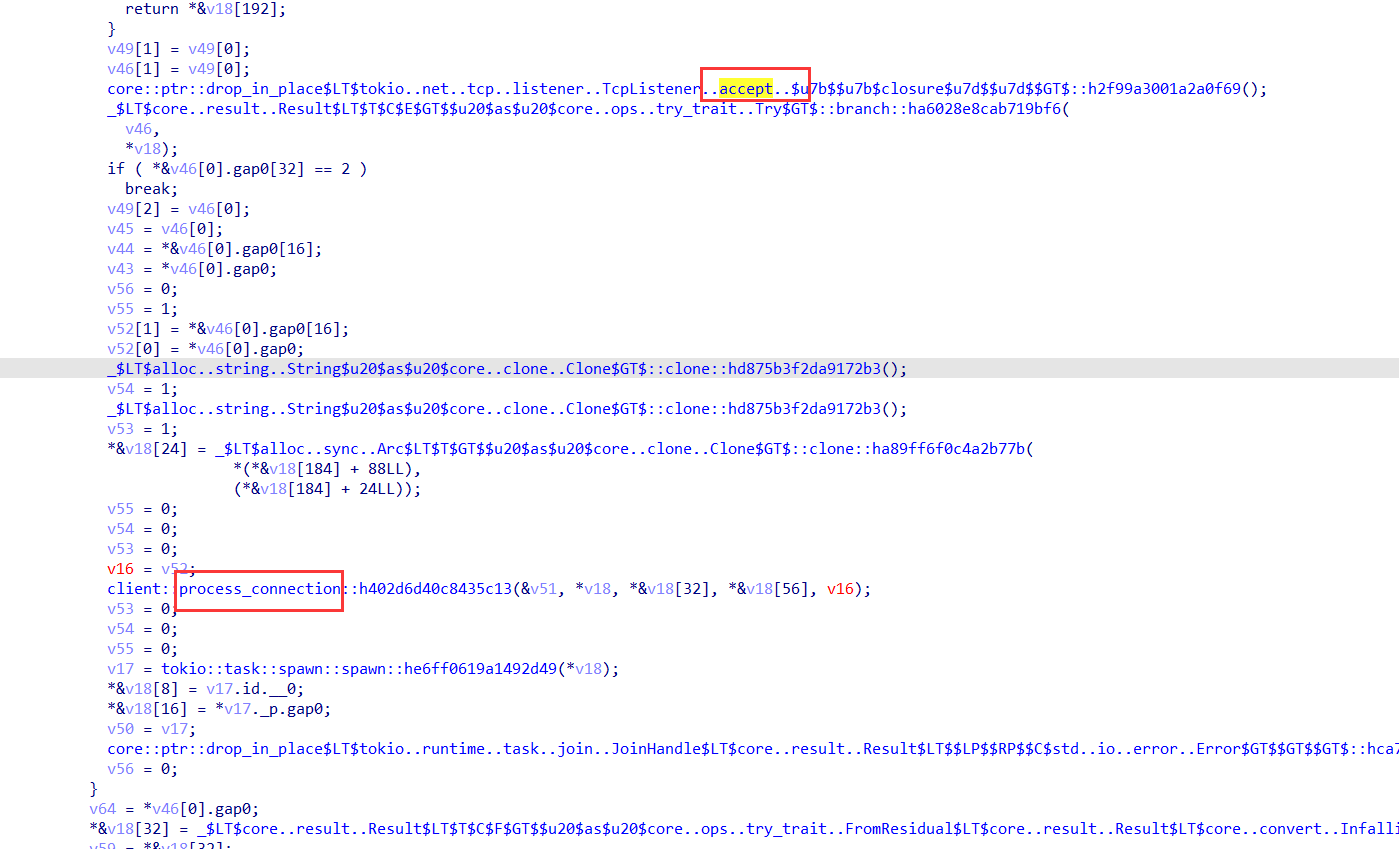 return *&v18[192];
}
v49[1] = v49[0];
v46[1] = v49[0];
core::ptr::drop_in_place$LT$tokio..net..tcp..listener..TcpListener..accept..$u7b$$u7b$closure$u7d$$u7d$$GT$::h2f99a3001a2a0f69();
_$LT$core..result..Result$LT$T$C$E$GT$$u20$as$u20$core..ops..try_trait..Try$GT$::branch::ha6028e8cab719bf6(
v46,
*v18);
if ( *&v46[0].gap0[32] == 2 )
break;
v49[2] = v46[0];
v45 = v46[0];
v44 = *&v46[0].gap0[16];
v43 = *v46[0].gap0;
v56 = 0;
v55 = 1;
v52[1] = *&v46[0].gap0[16];
v52[0] = *v46[0].gap0;
_$LT$alloc..string..String$u20$as$u20$core..clone..Clone$GT$::clone::hd875b3f2da9172b3();
v54 = 1;
_$LT$alloc..string..String$u20$as$u20$core..clone..Clone$GT$::clone::hd875b3f2da9172b3();
v53 = 1;
*&v18[24] = _$LT$alloc..sync..Arc$LT$T$GT$$u20$as$u20$core..clone..Clone$GT$::clone::ha89ff6f0c4a2b77b(
*(*&v18[184] + 88LL),
(*&v18[184] + 24LL));
v55 = 0;
v54 = 0;
v53 = 0;
v16 = v52;
client::process_connection::h402d6d40c8435c13(&v51, *v18, *&v18[32], *&v18[56], v16);
v53 = 0;
v54 = 0;
v55 = 0;
v17 = tokio::task::spawn::spawn::he6ff0619a1492d49(*v18);
*&v18[8] = v17.id.__0;
*&v18[16] = *v17._p.gap0;
v50 = v17;
core::ptr::drop_in_place$LT$tokio..runtime..task..join..JoinHandle$LT$core..result..Result$LT$$LP$$RP$$C$std..io..error..Error$GT$$GT$$GT$::hca7
v56 = 0;
}
v64 = *v46[0].gap0;
*&v18[32] = _$LT$core..result..Result$LT$T$C$F$GT$$u20$as$u20$core..ops..try_trait..FromResidual$LT$core..result..Result$LT$core..convert..Infalli
v59 = *&v18[32];